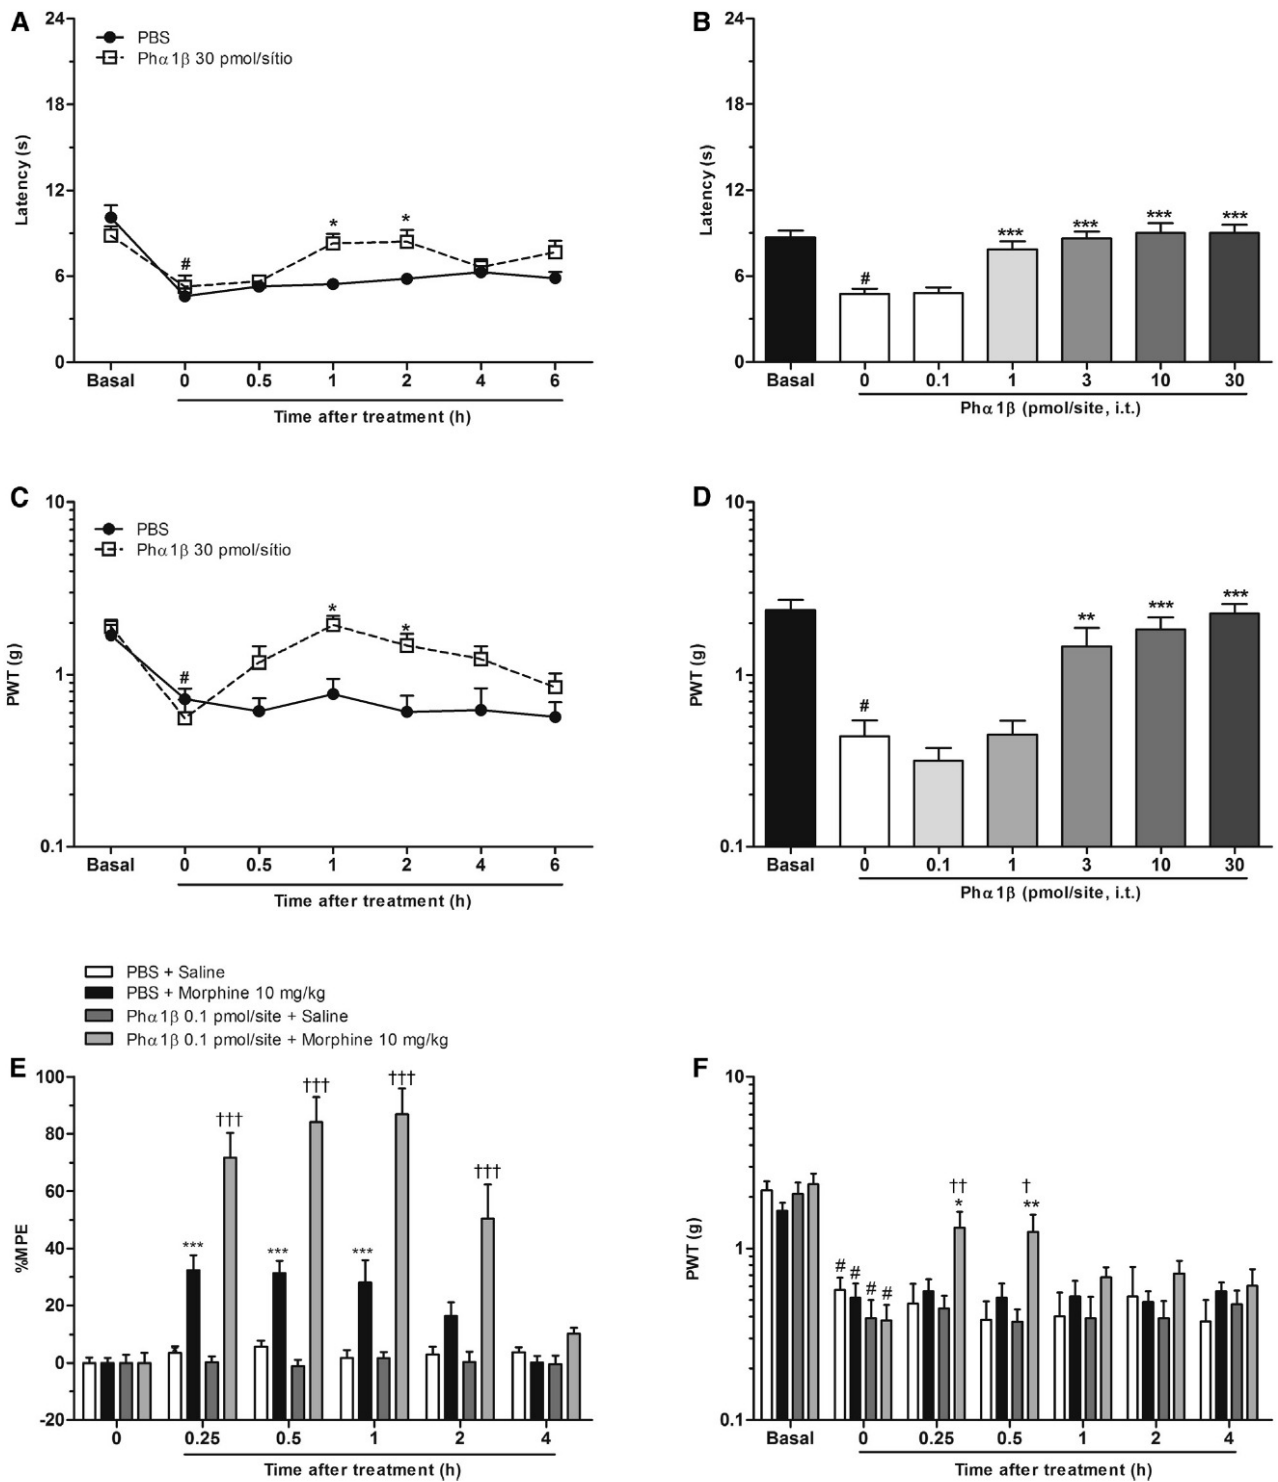 A
24
18
12
6
0
Latency (s)
PBS
Phα1β 30 pmol/sítio
#
*
*
Basal 0 0.5 1 2 4 6
Time after treatment (h)
B
24
18
12
6
0
Latency (s)
#
***
***
***
***
Basal 0 0.1 1 3 10 30
Phα1β (pmol/site, i.t.)
C
10
1
0.1
PWT (g)
PBS
Phα1β 30 pmol/sítio
#
*
*
Basal 0 0.5 1 2 4 6
Time after treatment (h)
D
10
1
0.1
PWT (g)
#
**
***
***
Basal 0 0.1 1 3 10 30
Phα1β (pmol/site, i.t.)
PBS + Saline
PBS + Morphine 10 mg/kg
Phα1β 0.1 pmol/site + Saline
Phα1β 0.1 pmol/site + Morphine 10 mg/kg
E
100
80
60
40
20
0
-20
%MPE
***
†††
***
†††
***
†††
†††
0 0.25 0.5 1 2 4
Time after treatment (h)
F
10
1
0.1
PWT (g)
# # # #
††
*
†
**
Basal 0 0.25 0.5 1 2 4
Time after treatment (h)